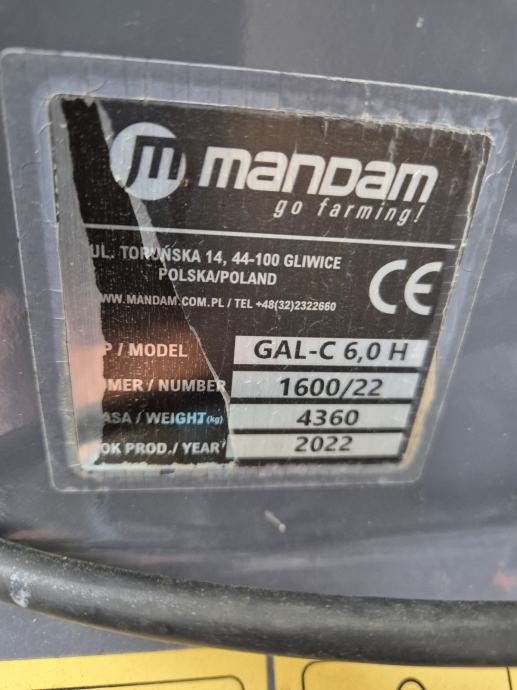 mandam
go farming!
UL. TORUŃSKA 14, 44-100 GLIWICE
POLSKA/POLAND
WWW.MANDAM.COM.PL / TEL +48(32)2322660
CE
P / MODEL GAL-C 6,0 H
UMER / NUMBER 1600/22
ASA / WEIGHT (kg) 4360
OK PROD./ YEAR 2022